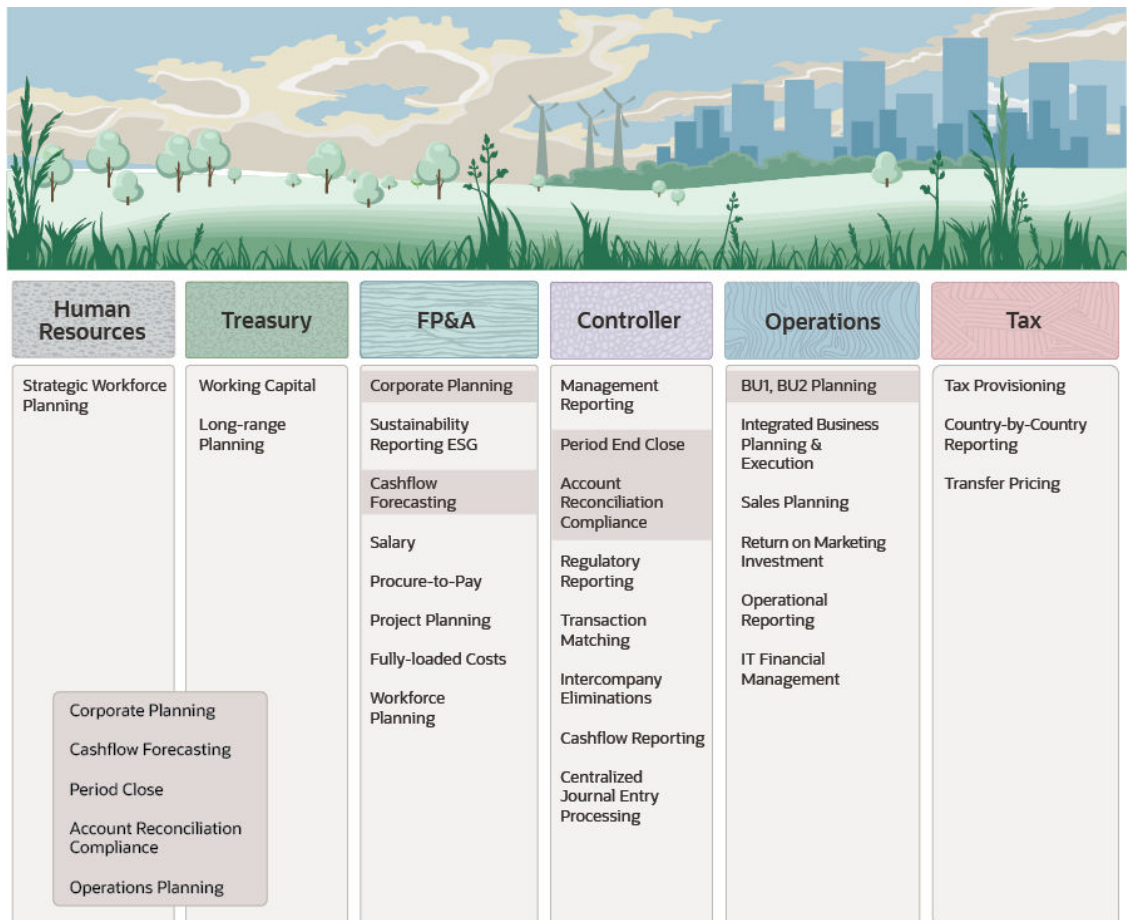 Human
Resources
Treasury
FP&A
Controller
Operations
Tax
Strategic Workforce
Planning
Working Capital
Long-range
Planning
Corporate Planning
Sustainability
Reporting ESG
Cashflow
Forecasting
Salary
Procure-to-Pay
Project Planning
Fully-loaded Costs
Workforce
Planning
Management
Reporting
Period End Close
Account
Reconciliation
Compliance
Regulatory
Reporting
Transaction
Matching
Intercompany
Eliminations
Cashflow Reporting
Centralized
Journal Entry
Processing
BU1, BU2 Planning
Integrated Business
Planning &
Execution
Sales Planning
Return on Marketing
Investment
Operational
Reporting
IT Financial
Management
Tax Provisioning
Country-by-Country
Reporting
Transfer Pricing
Corporate Planning
Cashflow Forecasting
Period Close
Account Reconciliation
Compliance
Operations Planning